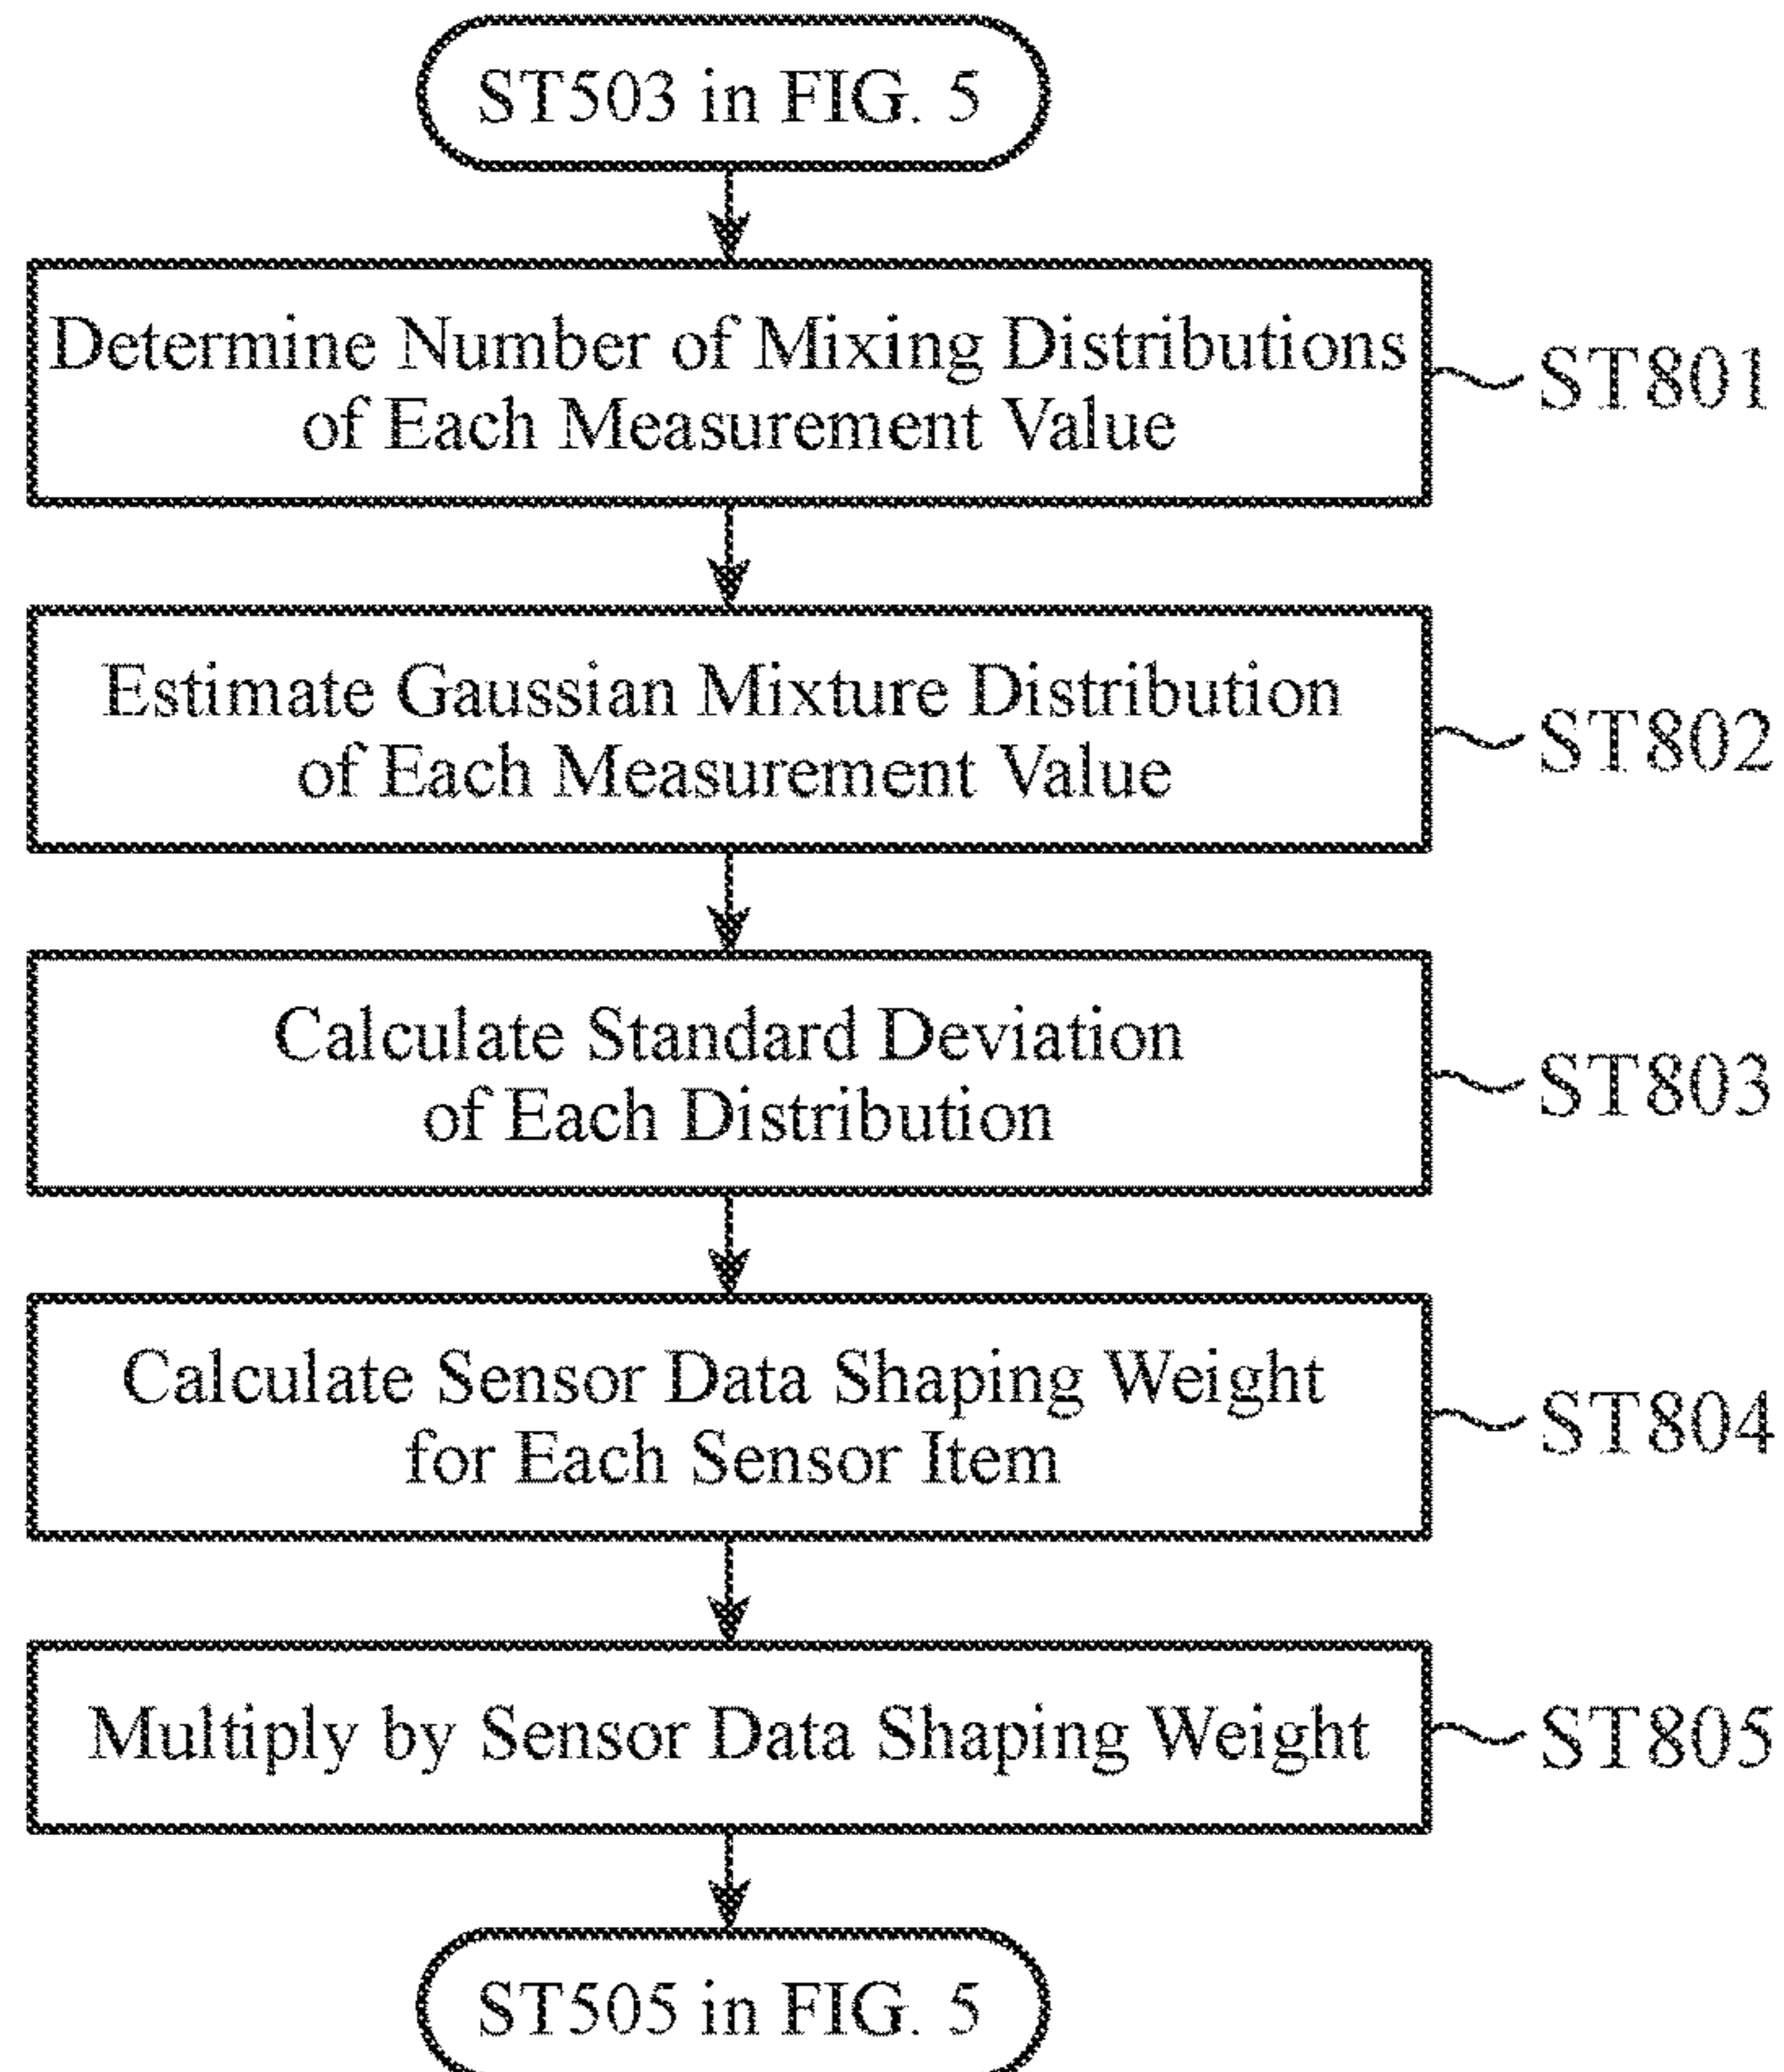 ST503 in FIG. 5
Determine Number of Mixing Distributions
of Each Measurement Value
ST801
Estimate Gaussian Mixture Distribution
of Each Measurement Value
ST802
Calculate Standard Deviation
of Each Distribution
ST803
Calculate Sensor Data Shaping Weight
for Each Sensor Item
ST804
Multiply by Sensor Data Shaping Weight
ST805
ST505 in FIG. 5